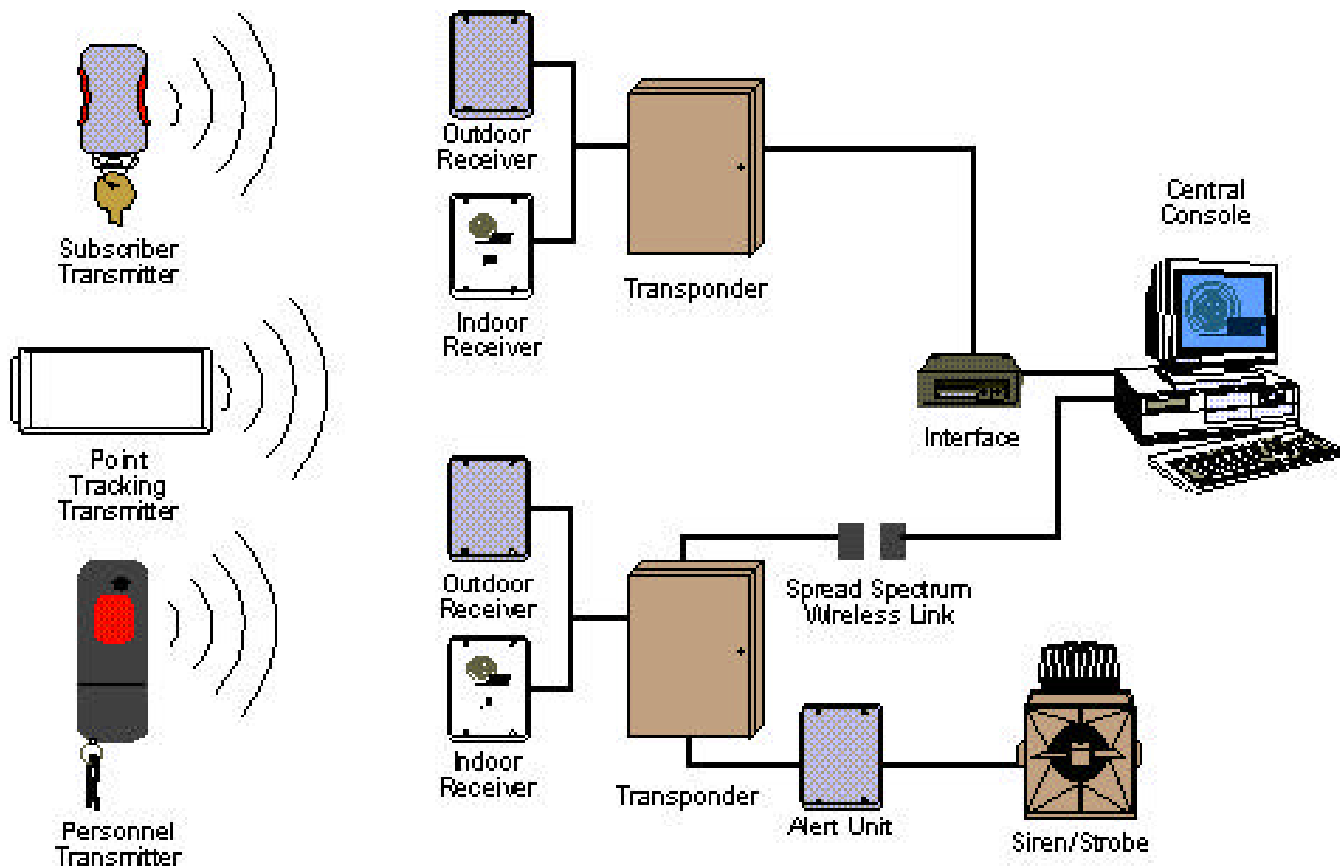 Subscriber
Transmitter
Point
Tracking
Transmitter
Personnel
Transmitter
Outdoor
Receiver
Indoor
Receiver
Transponder
Interface
Central
Console
Outdoor
Receiver
Indoor
Receiver
Transponder
Spread Spectrum
Wireless Link
Alert Unit
Siren/Strobe